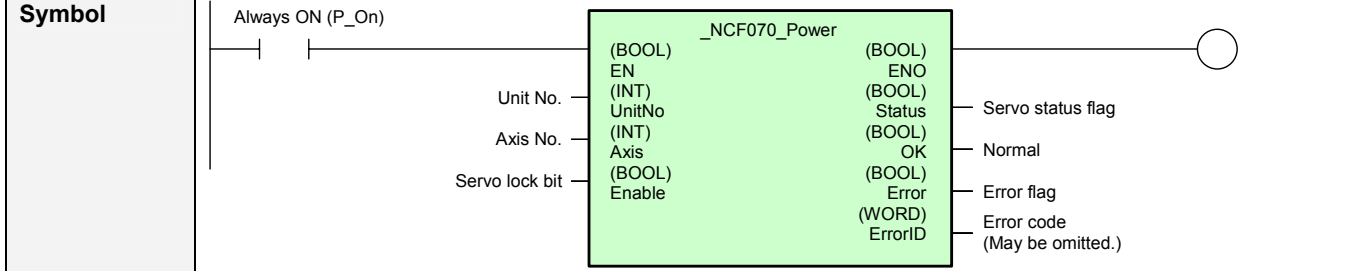 Symbol
Always ON (P_On)
_NCF070_Power
(BOOL) (BOOL)
EN ENO
(INT) (BOOL)
Unit No. UnitNo Status Servo status flag
(INT) (BOOL)
Axis No. Axis OK Normal
(BOOL) (BOOL)
Servo lock bit Enable Error Error flag
(WORD)
ErrorID Error code
(May be omitted.)